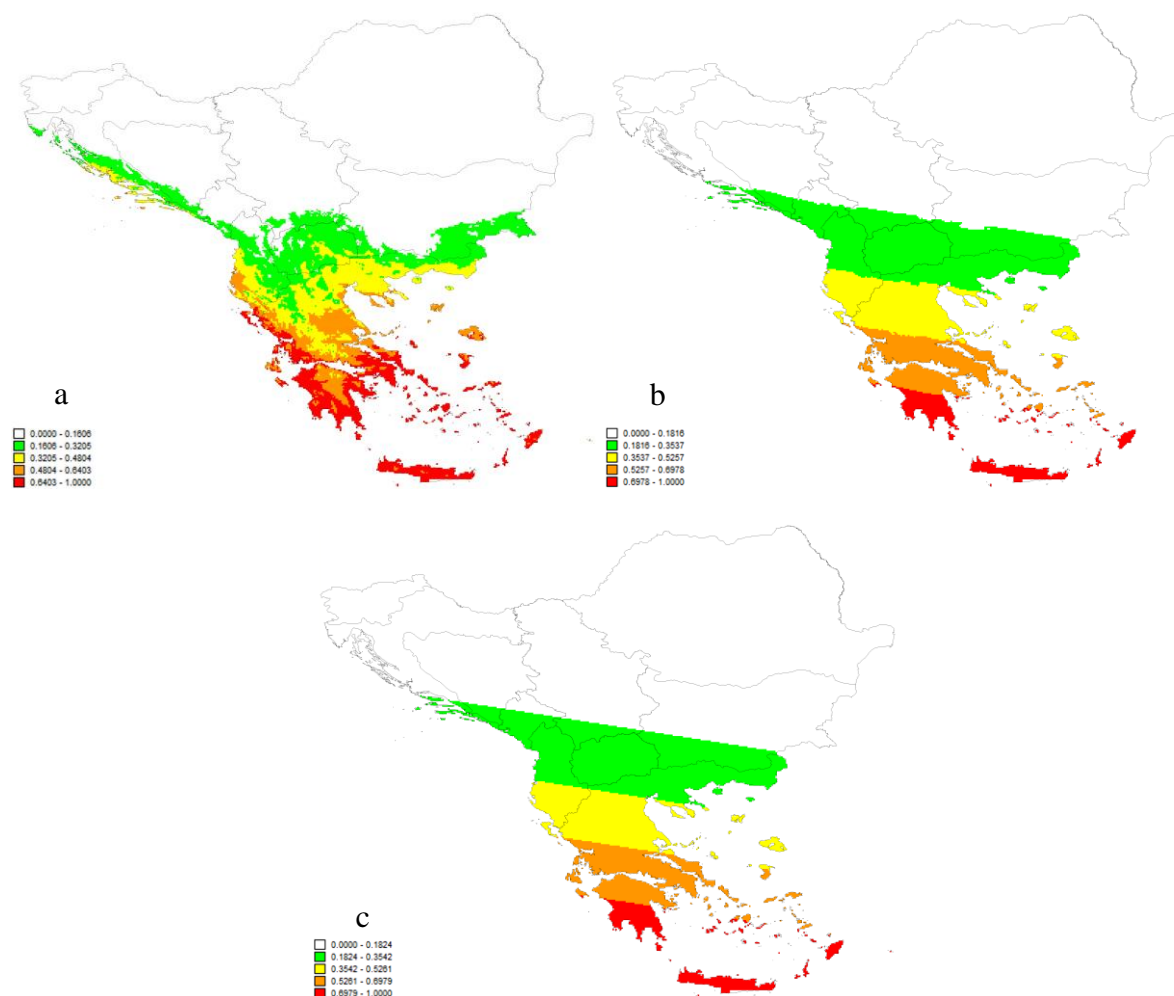 a
0.0000 - 0.1606
0.1606 - 0.3205
0.3205 - 0.4804
0.4804 - 0.6403
0.6403 - 1.0000
b
0.0000 - 0.1816
0.1816 - 0.3537
0.3537 - 0.5257
0.5257 - 0.6978
0.6978 - 1.0000
c
0.0000 - 0.1824
0.1824 - 0.3542
0.3542 - 0.5261
0.5261 - 0.6979
0.6979 - 1.0000